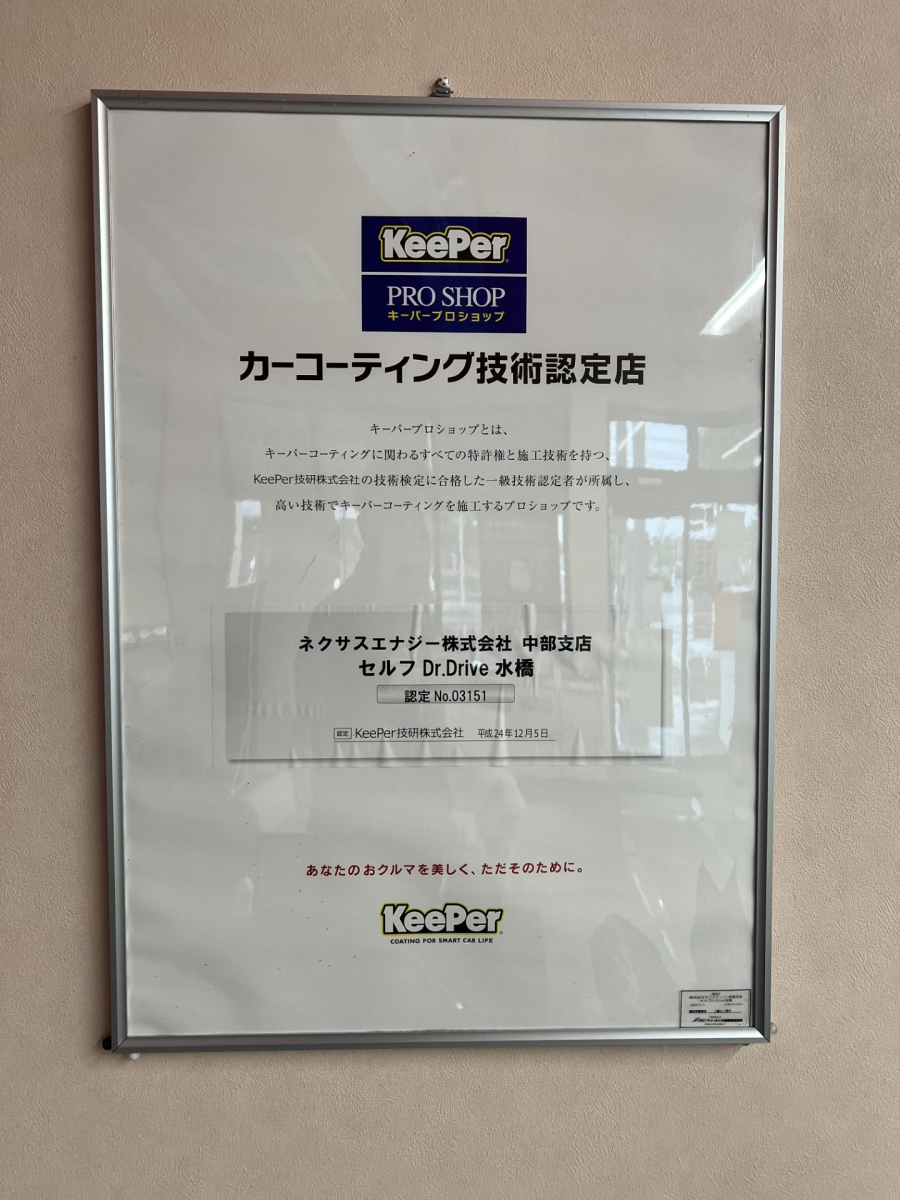 KeePer
PRO SHOP
キーパープロショップ
カーコーティング技術認定店
キーパープロショップとは、
キーパーコーティングに関わるすべての特許権と施工技術を持つ、
KeePer技研株式会社の技術検定に合格した一級技術認定者が所属し、
高い技術でキーパーコーティングを施工するプロショップです。
ネクサスエナジー株式会社 中部支店
セルフ Dr.Drive 水橋
認定 No.03151
認定 KeePer技研株式会社 平成24年12月5日
あなたのおクルマを美しく、ただそのために。
KeePer
COATING FOR SMART CAR LIFE